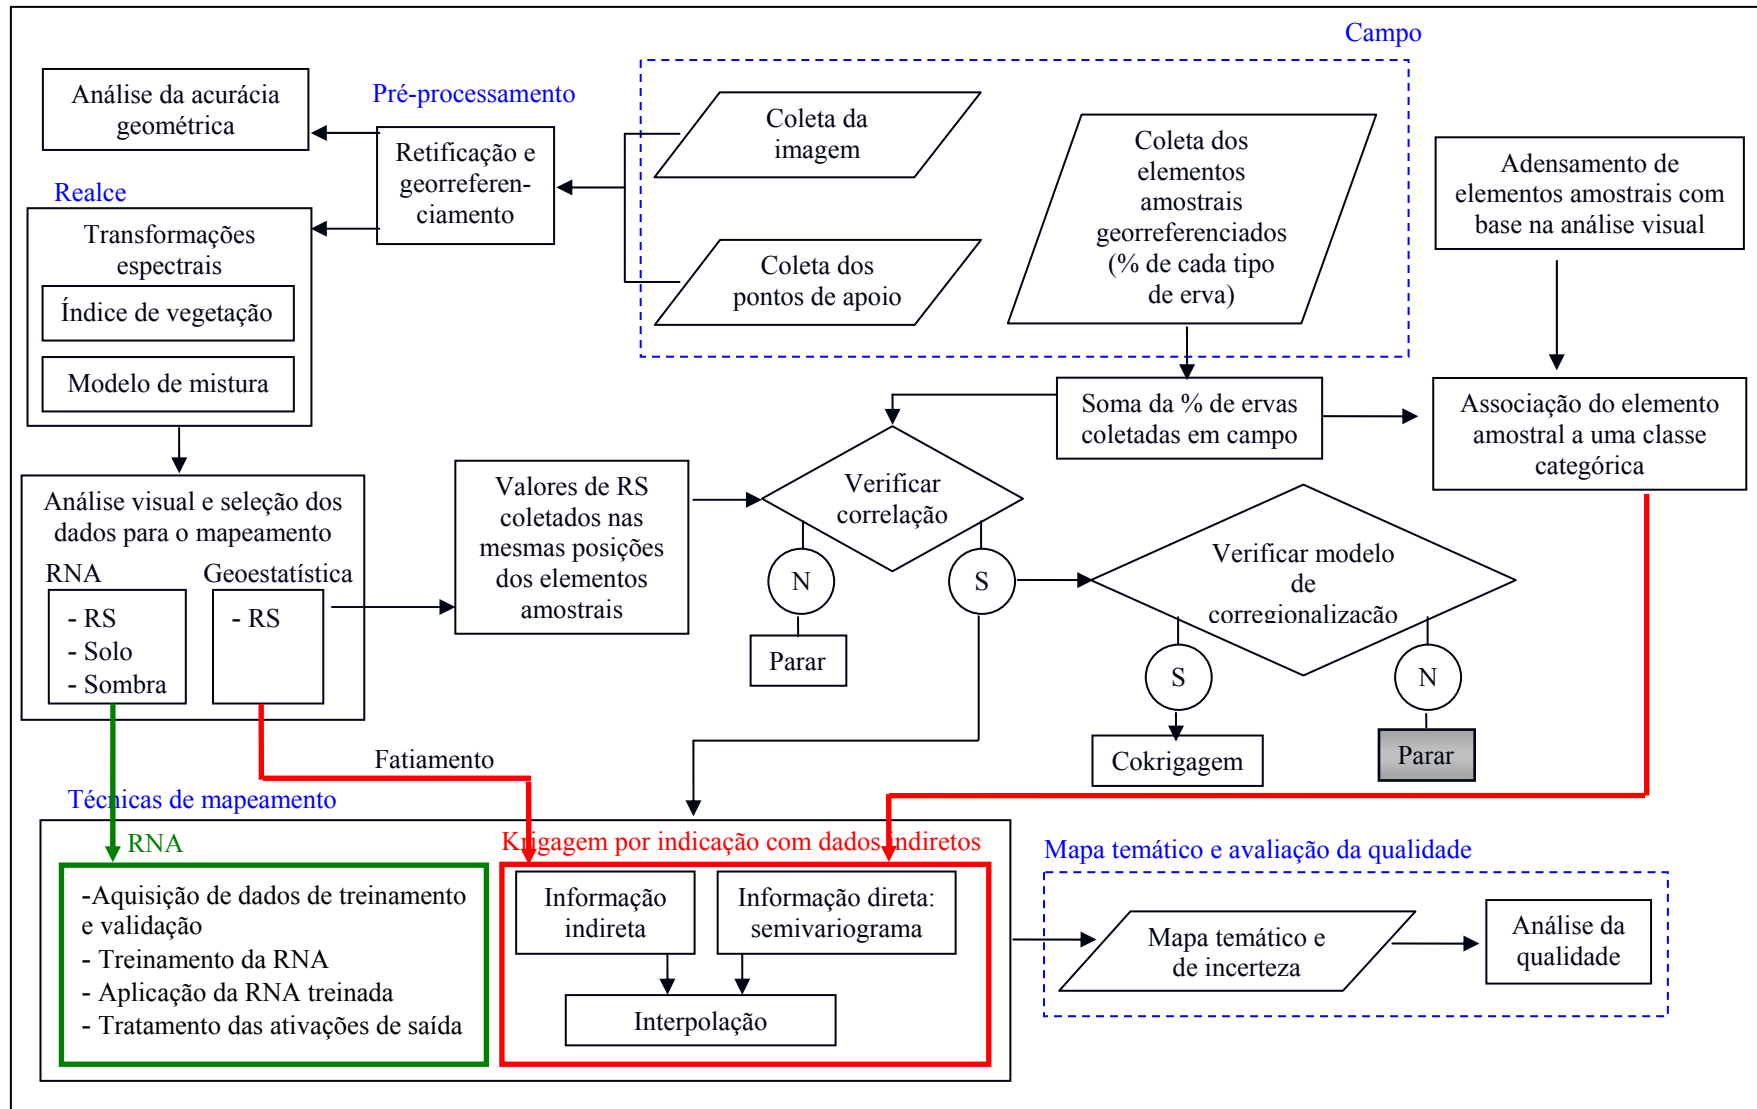 Campo
Análise da acurácia
geométrica
Pré-processamento
Retificação e
georreferen-
ciamento
Coleta da
imagem
Coleta dos
pontos de apoio
Coleta dos
elementos
amostrais
georreferenciados
(% de cada tipo
de erva)
Adensamento de
elementos amostrais com
base na análise visual
Realce
Transformações
espectrais
Índice de vegetação
Modelo de mistura
Soma da % de ervas
coletadas em campo
Associação do elemento
amostral a uma classe
categórica
Análise visual e seleção dos
dados para o mapeamento
RNA
- RS
- Solo
- Sombra
Geoestatística
- RS
Valores de RS
coletados nas
mesmas posições
dos elementos
amostrais
Verificar
correlação
N
S
Parar
Verificar modelo
de
corregionalização
S
N
Cokrigagem
Parar
Fatiamento
Técnicas de mapeamento
RNA
-Aquisição de dados de treinamento
e validação
- Treinamento da RNA
- Aplicação da RNA treinada
- Tratamento das ativações de saída
Krigagem por indicação com dados indiretos
Informação
indireta
Informação direta:
semivariograma
Interpolação
Mapa temático e avaliação da qualidade
Mapa temático e
de incerteza
Análise da
qualidade